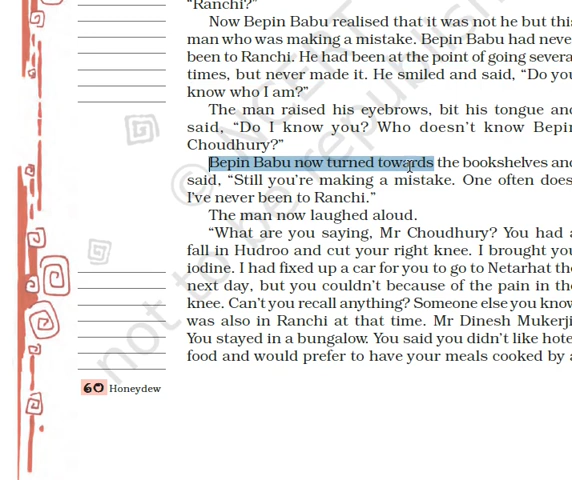 “Ranchi?”
Now Bepin Babu realised that it was not he but this
man who was making a mistake. Bepin Babu had neve
been to Ranchi. He had been at the point of going severa
times, but never made it. He smiled and said, “Do you
know who I am?”
The man raised his eyebrows, bit his tongue and
said, “Do I know you? Who doesn’t know Bepin
Choudhury?”
Bepin Babu now turned towards the bookshelves and
said, “Still you’re making a mistake. One often does
I’ve never been to Ranchi.”
The man now laughed aloud.
“What are you saying, Mr Choudhury? You had a
fall in Hudroo and cut your right knee. I brought you
iodine. I had fixed up a car for you to go to Netarhat the
next day, but you couldn’t because of the pain in the
knee. Can’t you recall anything? Someone else you know
was also in Ranchi at that time. Mr Dinesh Mukerji
You stayed in a bungalow. You said you didn’t like hote
food and would prefer to have your meals cooked by a
60 Honeydew
© NCERT
not to be republish